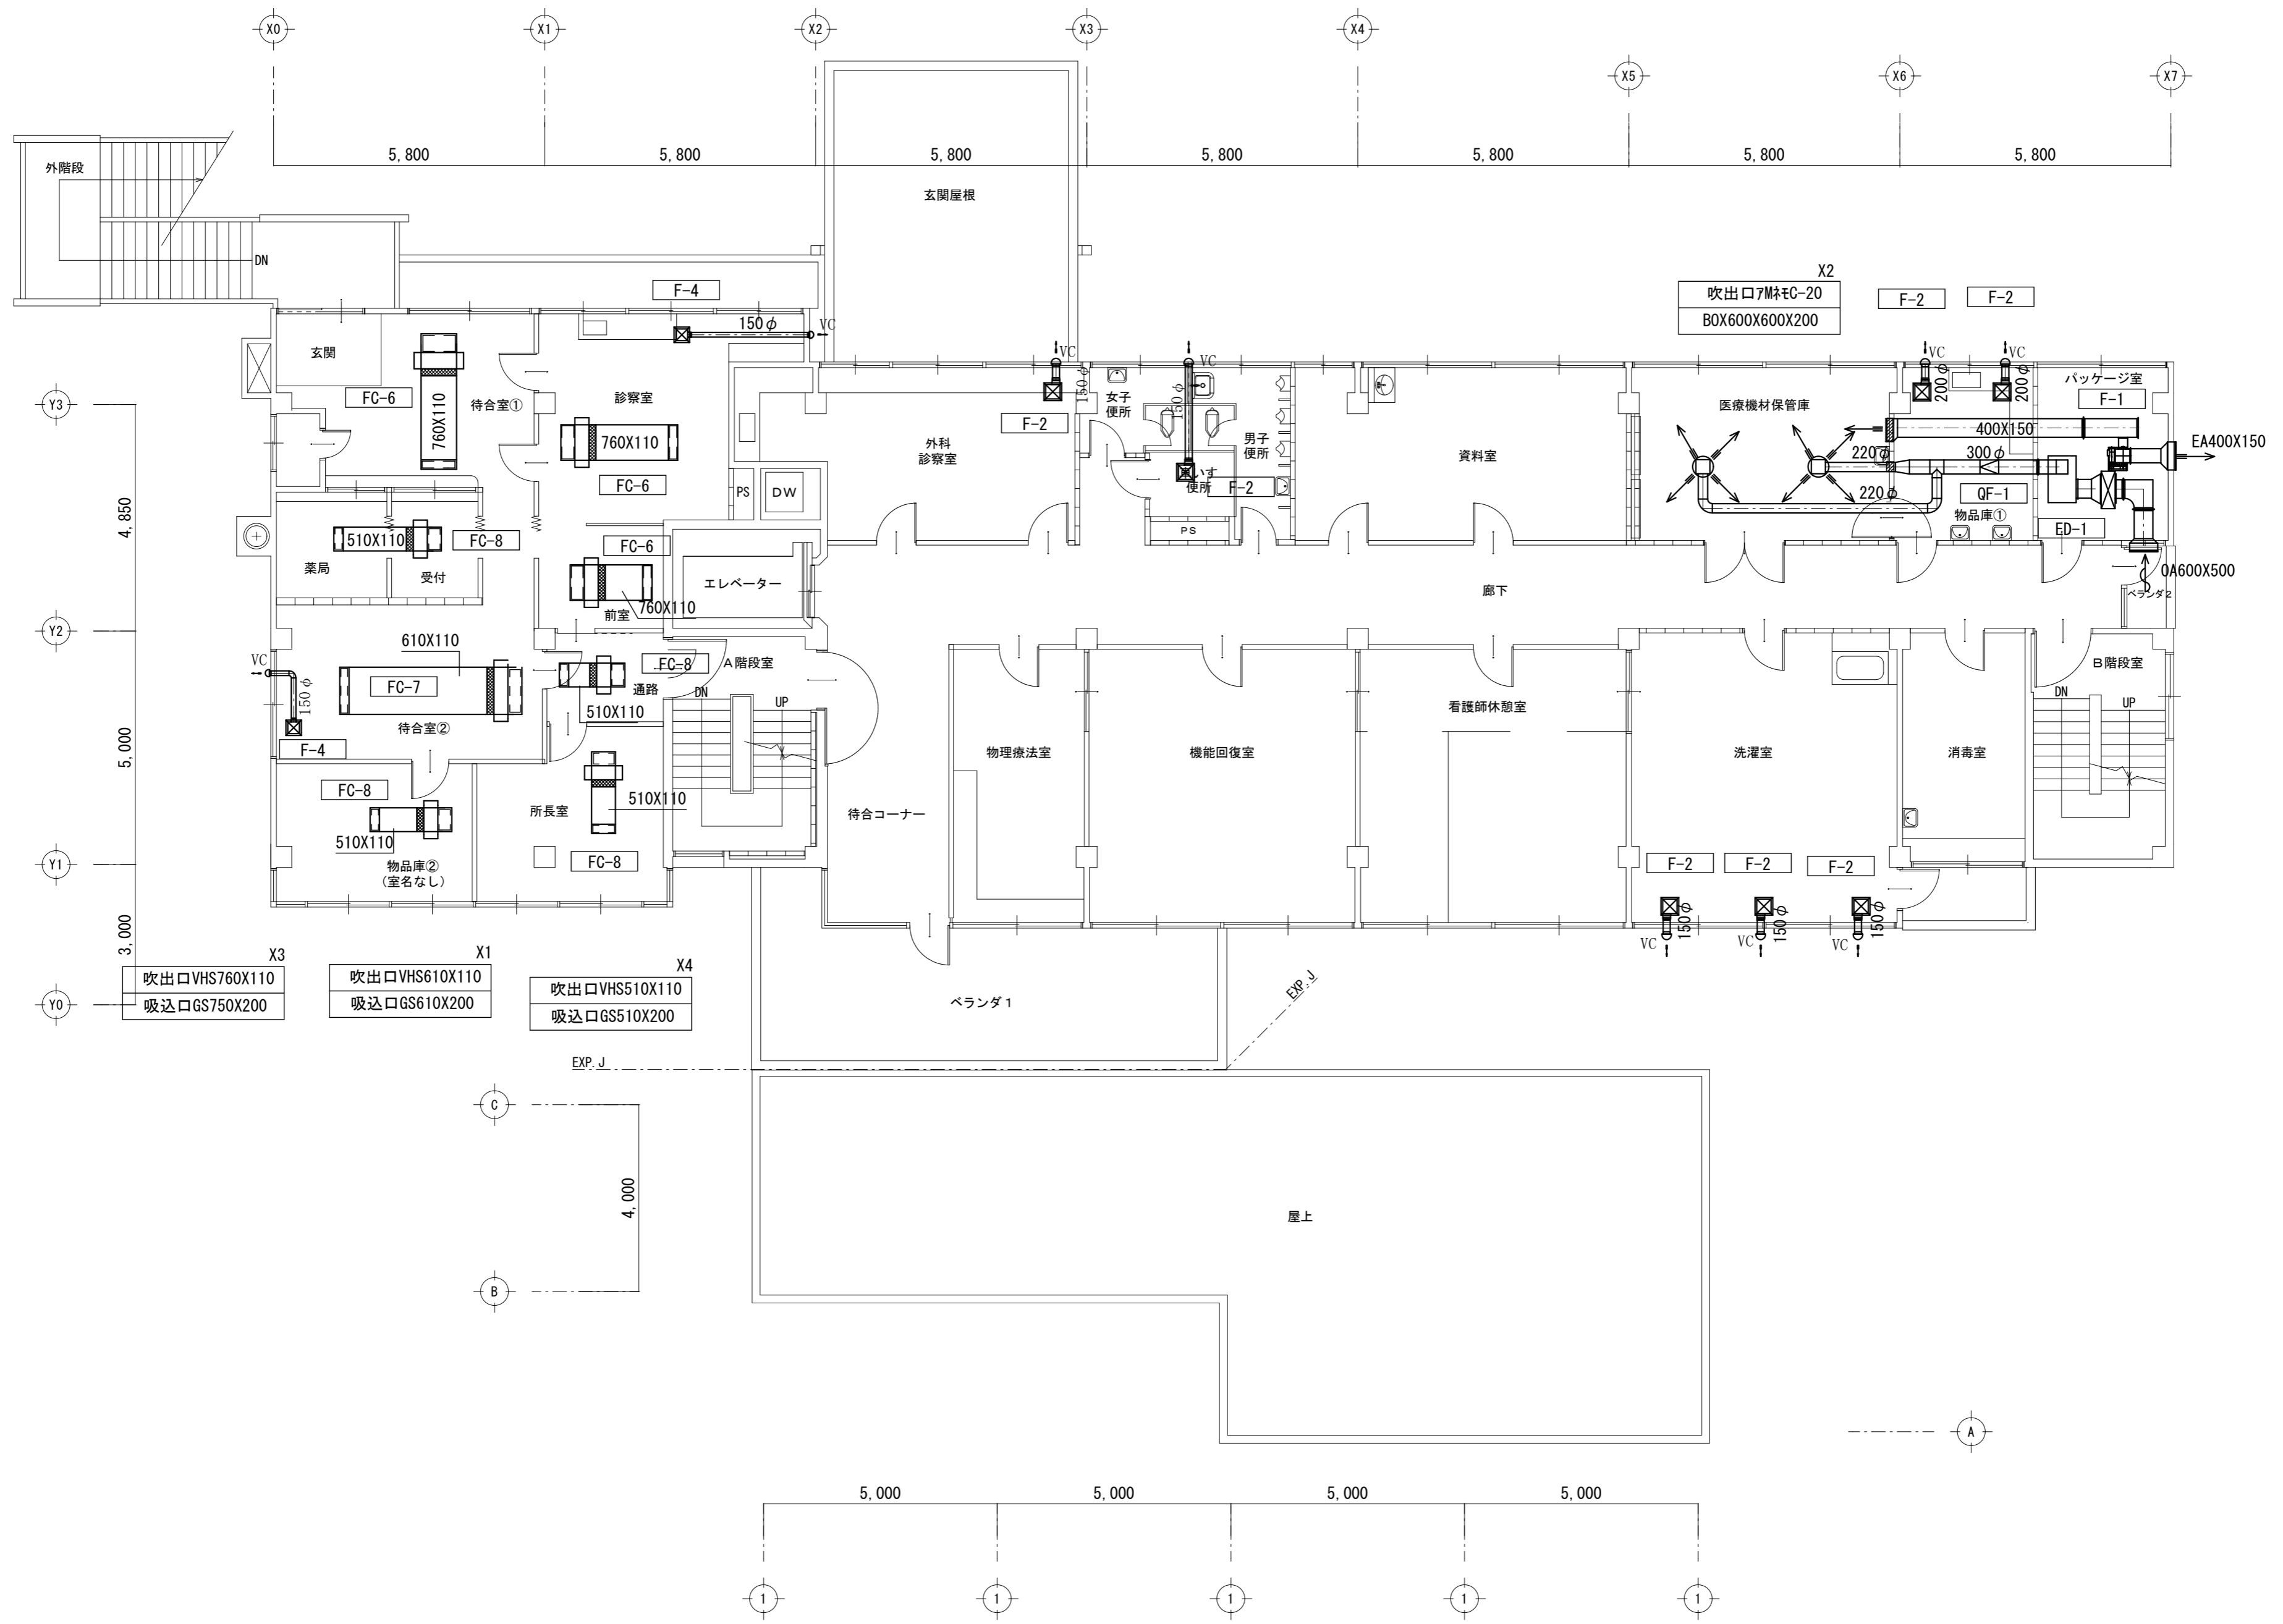 X0
X1
X2
X3
X4
X5
X6
X7
5,800
5,800
5,800
5,800
5,800
5,800
5,800
外階段
DN
玄関屋根
F-4
150φ
VC
X2
吹出口アMネモC-20
BOX600X600X200
F-2
F-2
玄関
FC-6
760X110
待合室①
診察室
760X110
FC-6
VC
150φ
F-2
外科
診察室
女子
便所
VC
150φ
男子
便所
便所
F-2
PS
資料室
医療機材保管庫
VC
200φ
VC
200φ
パッケージ室
F-1
400X150
EA400X150
220φ
300φ
220φ
QF-1
物品庫①
ED-1
OA600X500
ベランダ2
Y3
4,850
Y2
5,000
Y1
3,000
Y0
PS
DW
510X110
FC-8
薬局
受付
FC-6
760X110
前室
エレベーター
廊下
610X110
FC-7
待合室②
VC
150φ
F-4
FC-8
通路
510X110
A階段室
DN
UP
B階段室
DN
UP
物理療法室
機能回復室
看護師休憩室
洗濯室
消毒室
待合コーナー
FC-8
510X110
物品庫②
(室名なし)
所長室
510X110
FC-8
F-2
F-2
F-2
VC
150φ
VC
150φ
VC
150φ
X3
吹出口VHS760X110
吸込口GS750X200
X1
吹出口VHS610X110
吸込口GS610X200
X4
吹出口VHS510X110
吸込口GS510X200
ベランダ1
EXP.J
EXP.J
C
4,000
B
屋上
A
5,000
5,000
5,000
5,000
1
1
1
1
1